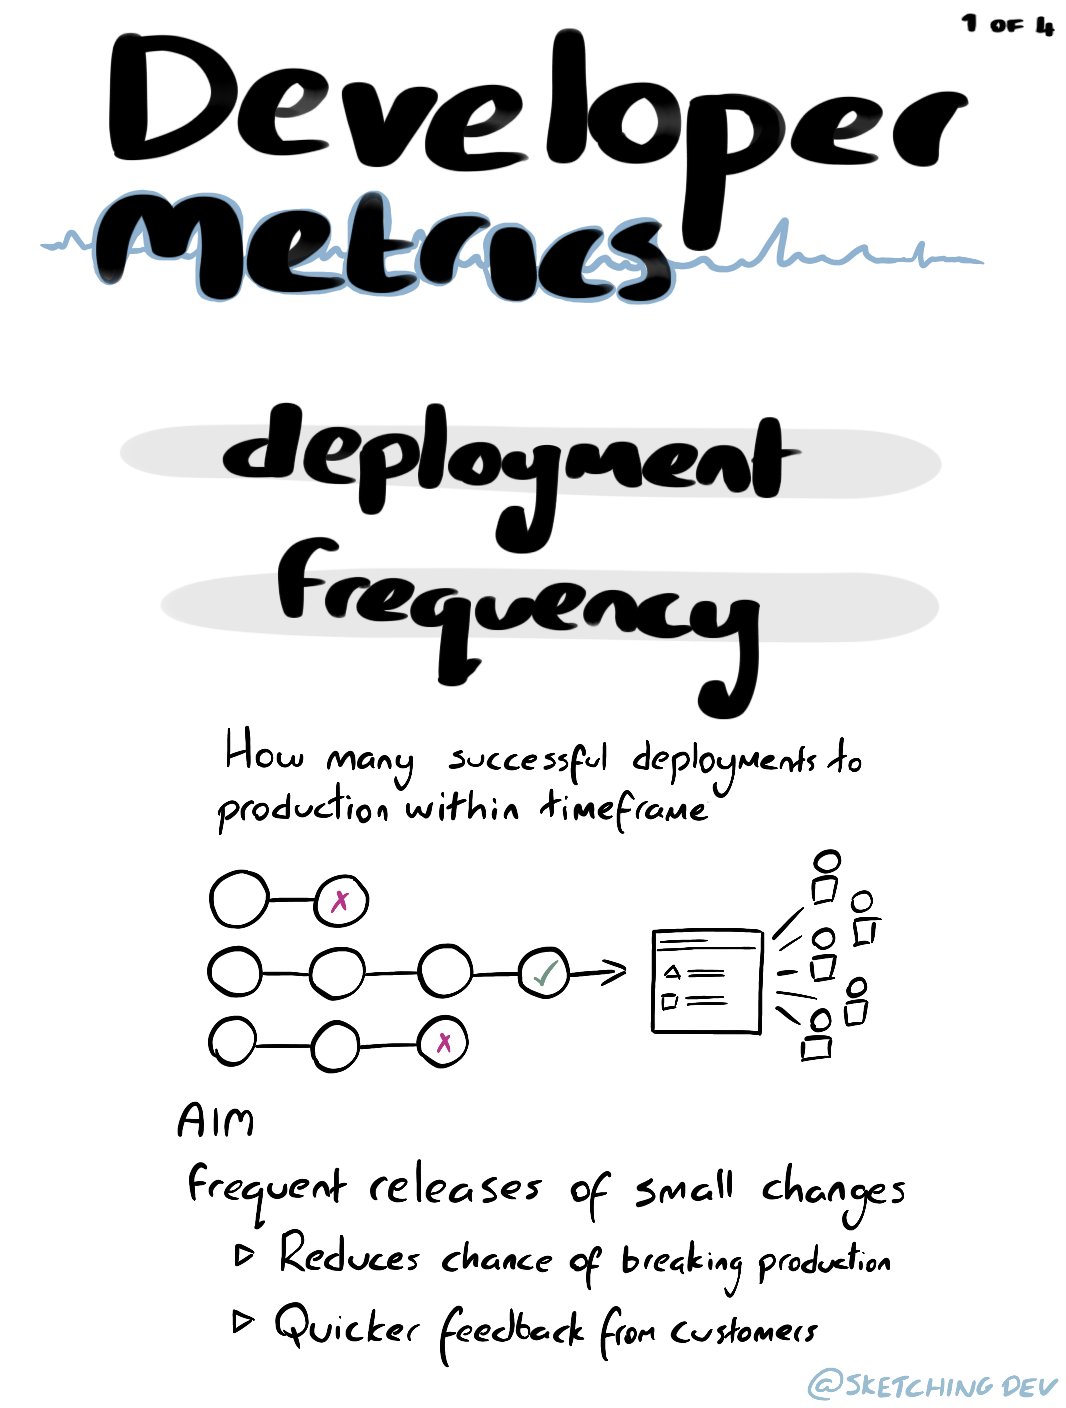 1 OF 4
Developer
Metrics
deployment
frequency
How many successful deployments to
production within timeframe
✗
✓
✗
AIM
frequent releases of small changes
▷ Reduces chance of breaking production
▷ Quicker feedback from customers
@SKETCHING DEV